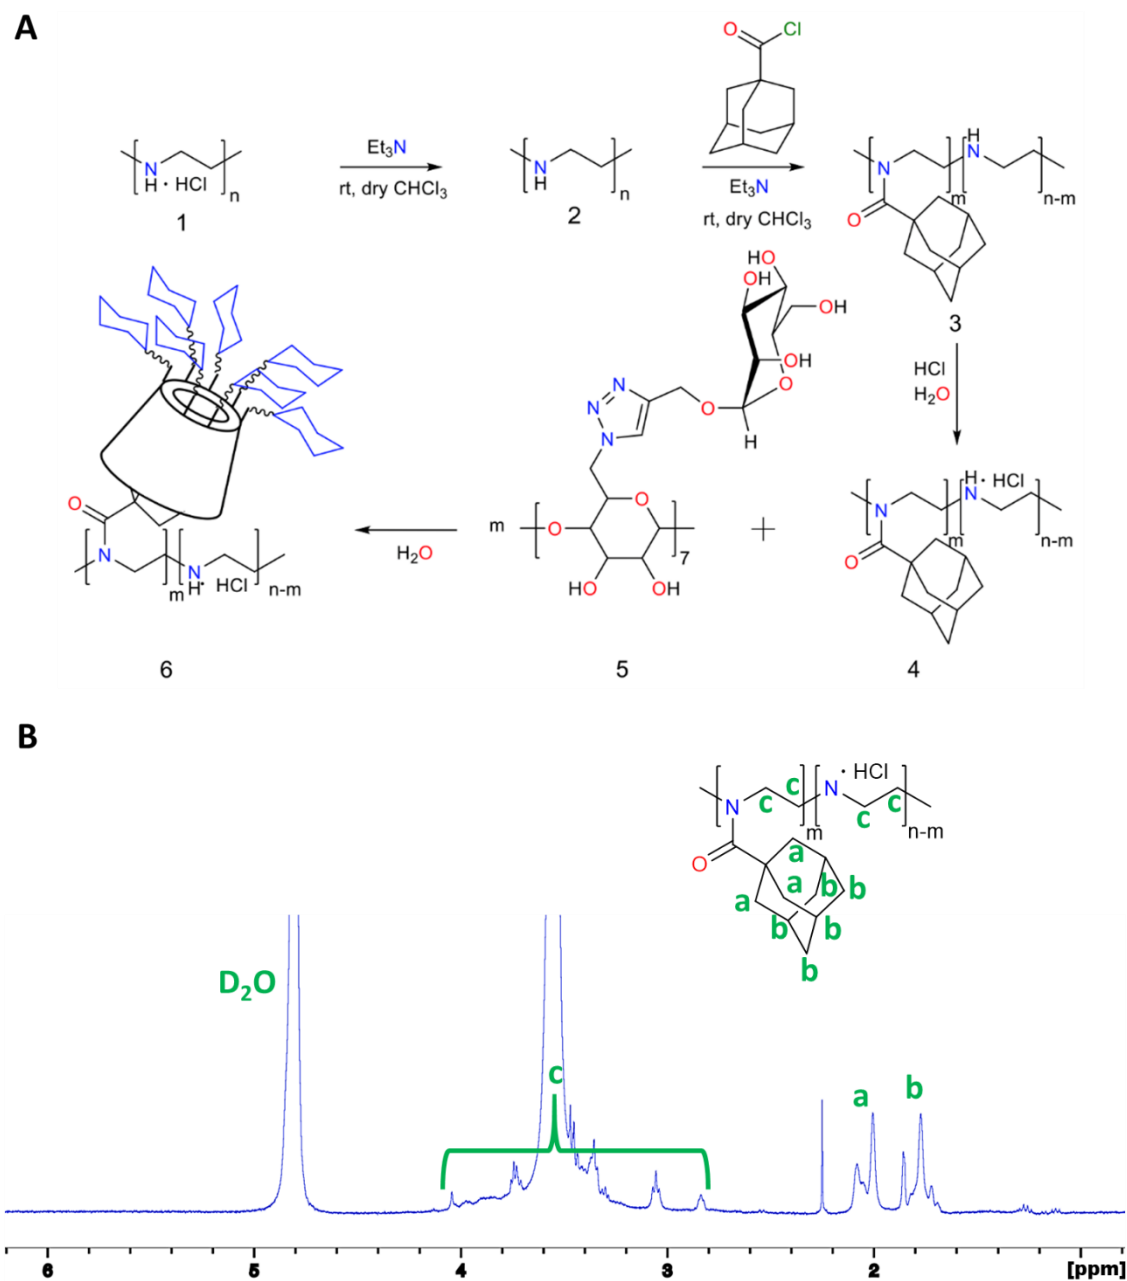 A
O
Cl
N
H · HCl
n
1
Et₃N
rt, dry CHCl₃
N
H
n
2
Et₃N
rt, dry CHCl₃
N
m
H
N
n-m
O
3
HCl
H₂O
HO
OH
OH
OH
O
O
H
N
N
N
O
O
HO
OH
7
m
5
+
N
m
H · HCl
N
n-m
O
4
H₂O
O
N
m
N
H · HCl
n-m
6
B
N
m
N
· HCl
n-m
c
c
c
c
O
a
a
a
b
b
b
b
b
D₂O
c
a
b
6
5
4
3
2
[ppm]